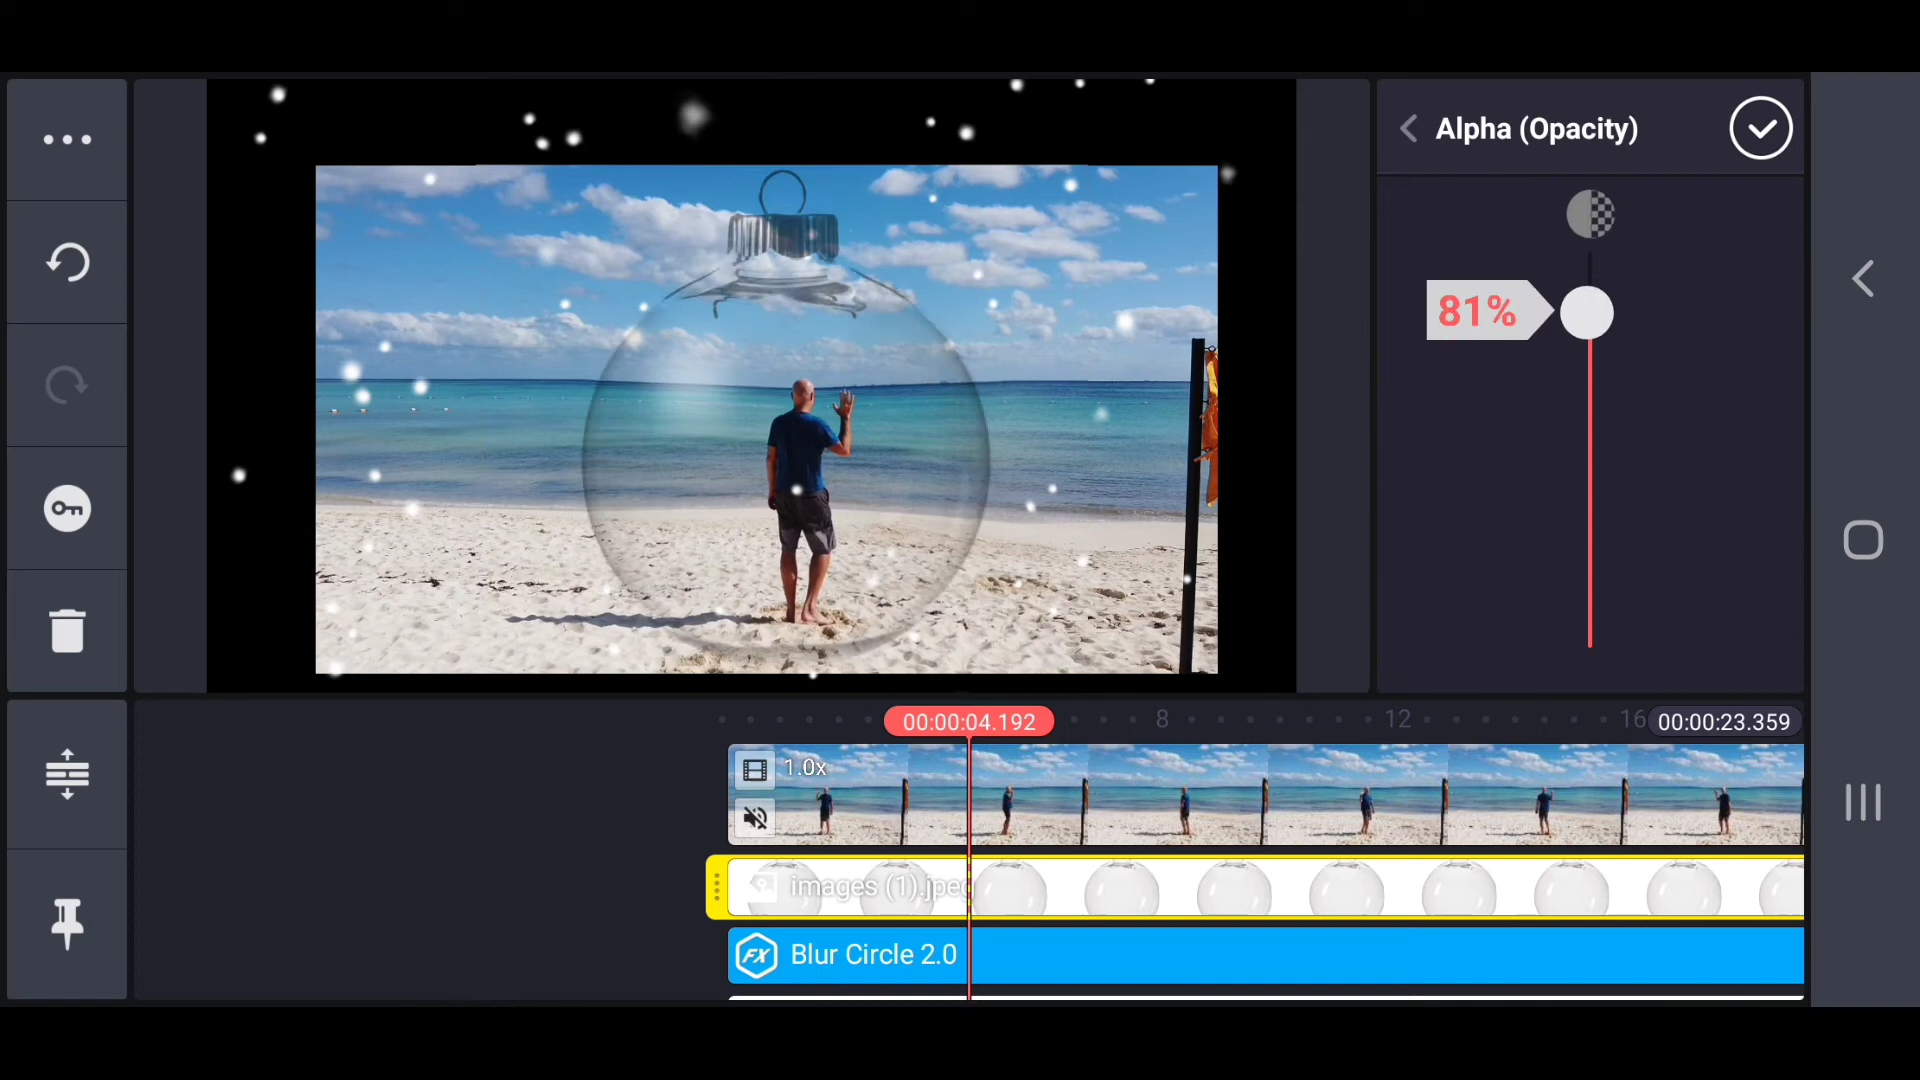 Alpha (Opacity)
81%
00:00:04.192
8
12
16
00:00:23.359
1.0x
images (1).jpeg
FX
Blur Circle 2.0